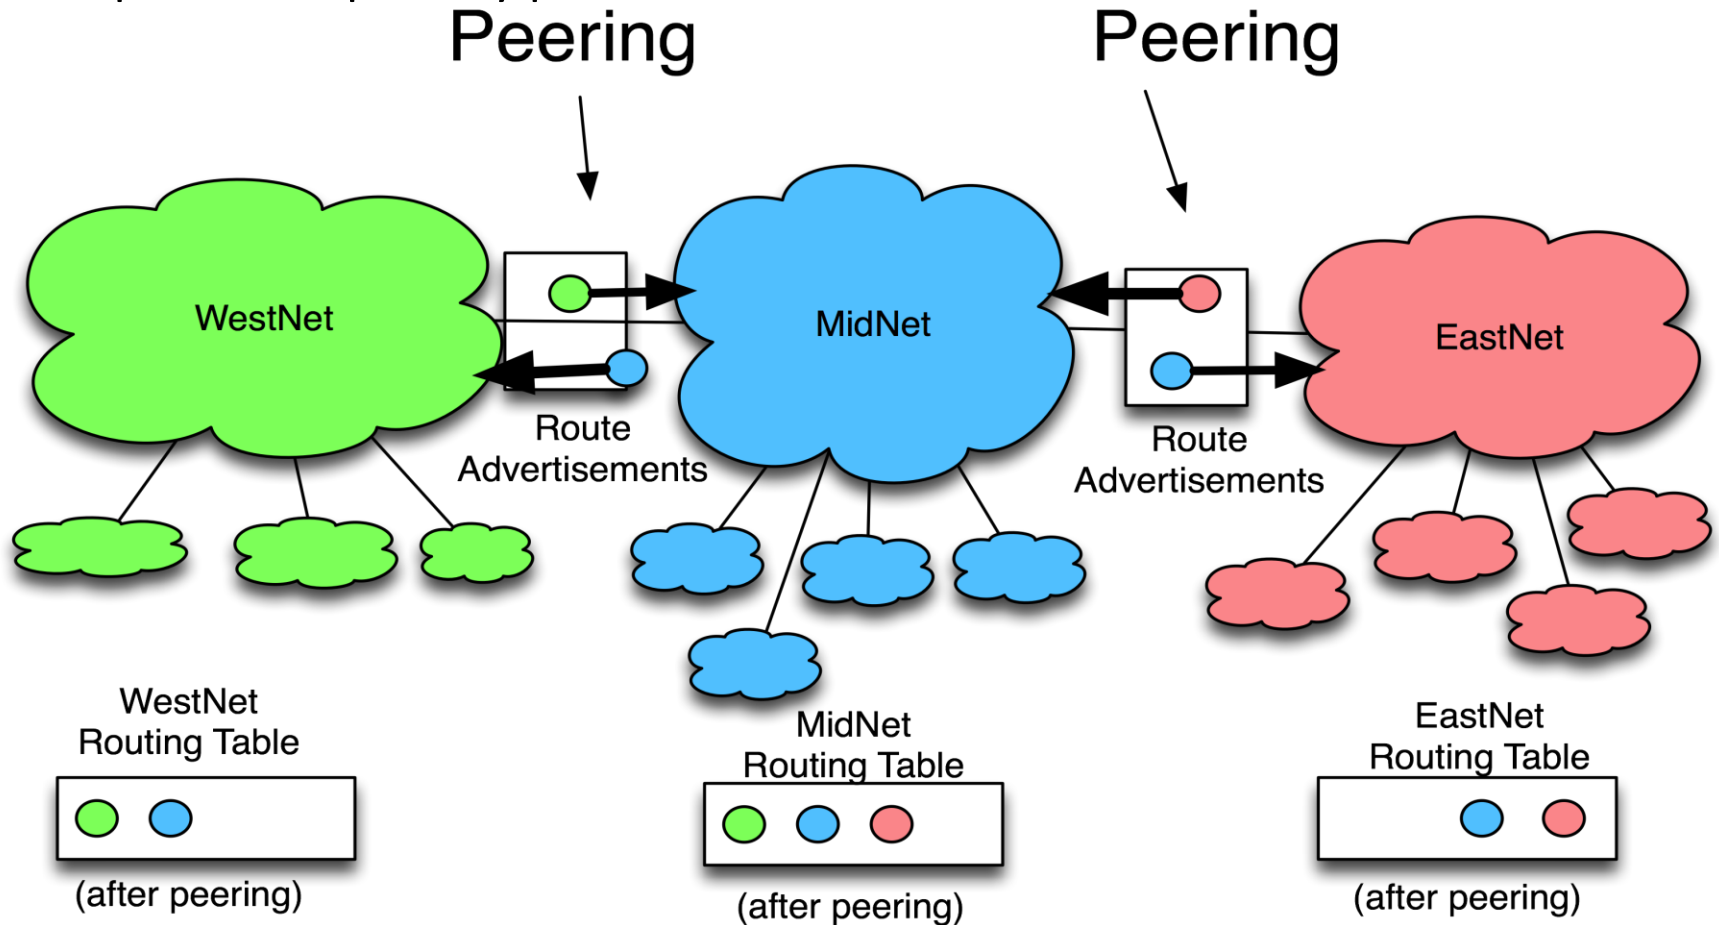 Peering
Peering
WestNet
MidNet
EastNet
Route
Advertisements
Route
Advertisements
WestNet
Routing Table
MidNet
Routing Table
EastNet
Routing Table
(after peering)
(after peering)
(after peering)